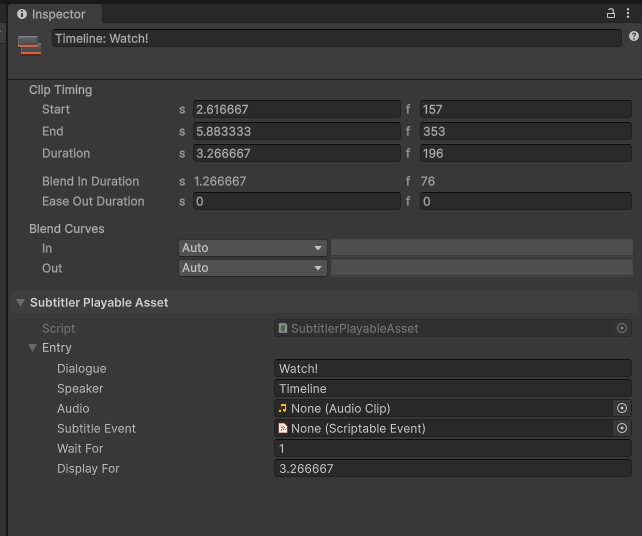 Inspector
Timeline: Watch!
Clip Timing
Start s 2.616667 f 157
End s 5.883333 f 353
Duration s 3.266667 f 196
Blend In Duration s 1.266667 f 76
Ease Out Duration s 0 f 0
Blend Curves
In Auto
Out Auto
Subtitler Playable Asset
Script SubtitlerPlayableAsset
Entry
Dialogue Watch!
Speaker Timeline
Audio None (Audio Clip)
Subtitle Event None (Scriptable Event)
Wait For 1
Display For 3.266667